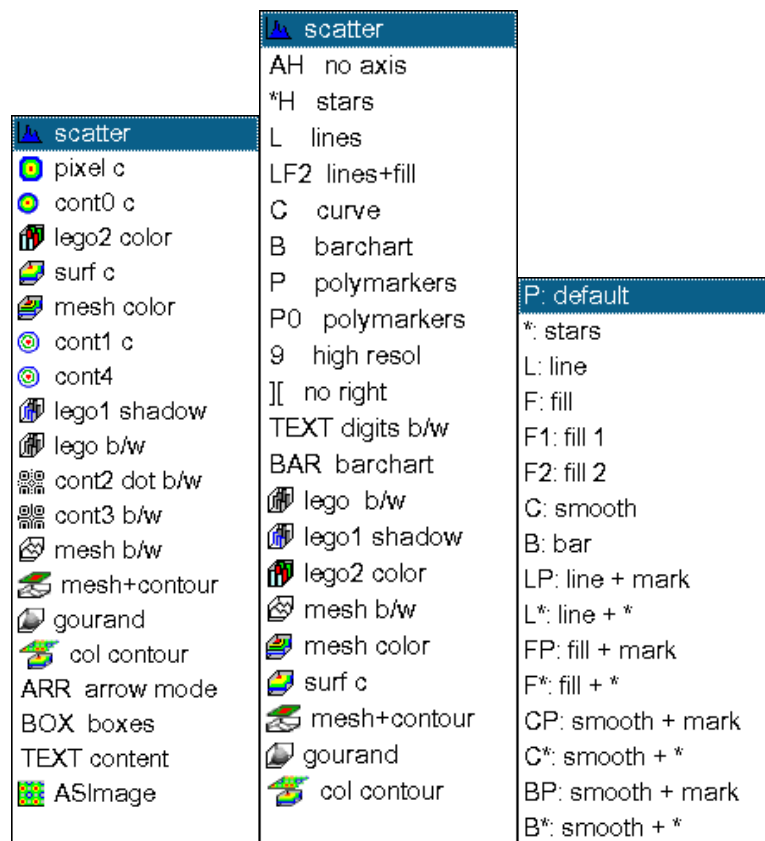 scatter
pixel c
cont0 c
lego2 color
surf c
mesh color
cont1 c
cont4
lego1 shadow
lego b/w
cont2 dot b/w
cont3 b/w
mesh b/w
mesh+contour
gourand
col contour
ARR arrow mode
BOX boxes
TEXT content
ASImage
scatter
AH no axis
*H stars
L lines
LF2 lines+fill
C curve
B barchart
P polymarkers
P0 polymarkers
9 high resol
][ no right
TEXT digits b/w
BAR barchart
lego b/w
lego1 shadow
lego2 color
mesh b/w
mesh color
surf c
mesh+contour
gourand
col contour
P: default
*: stars
L: line
F: fill
F1: fill 1
F2: fill 2
C: smooth
B: bar
LP: line + mark
L*: line + *
FP: fill + mark
F*: fill + *
CP: smooth + mark
C*: smooth + *
BP: smooth + mark
B*: smooth + *